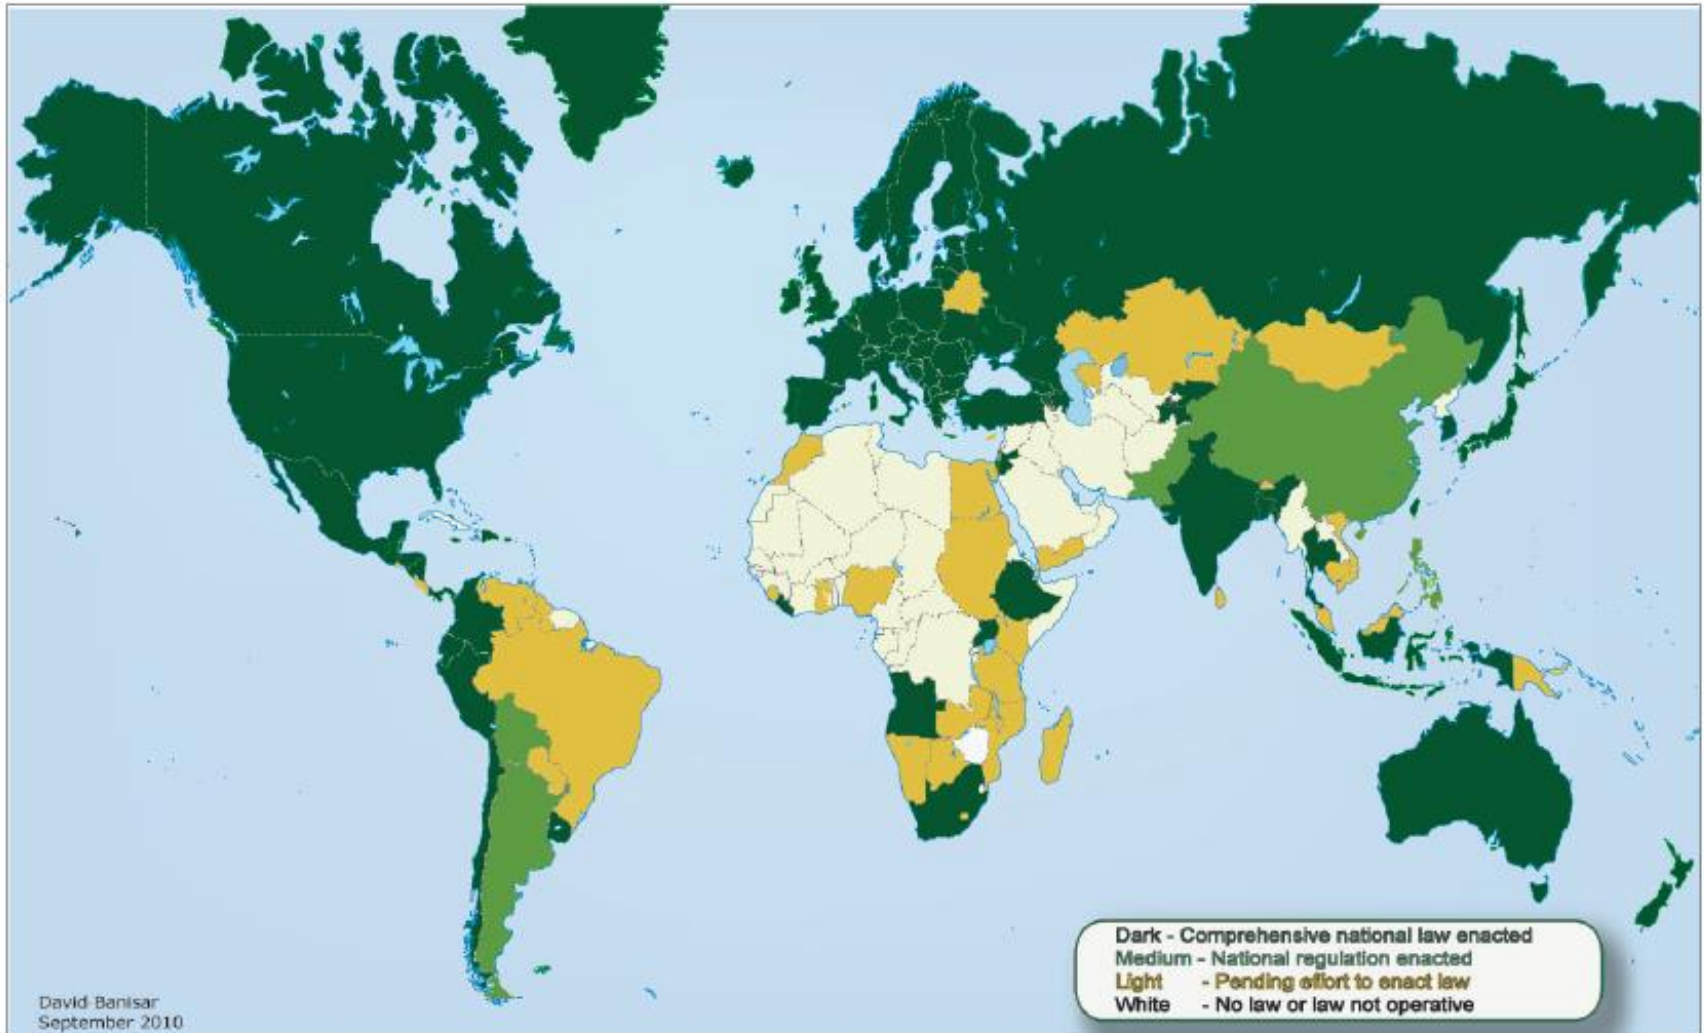 Dark - Comprehensive national law enacted
Medium - National regulation enacted
Light - Pending effort to enact law
White - No law or law not operative
David Banisar
September 2010